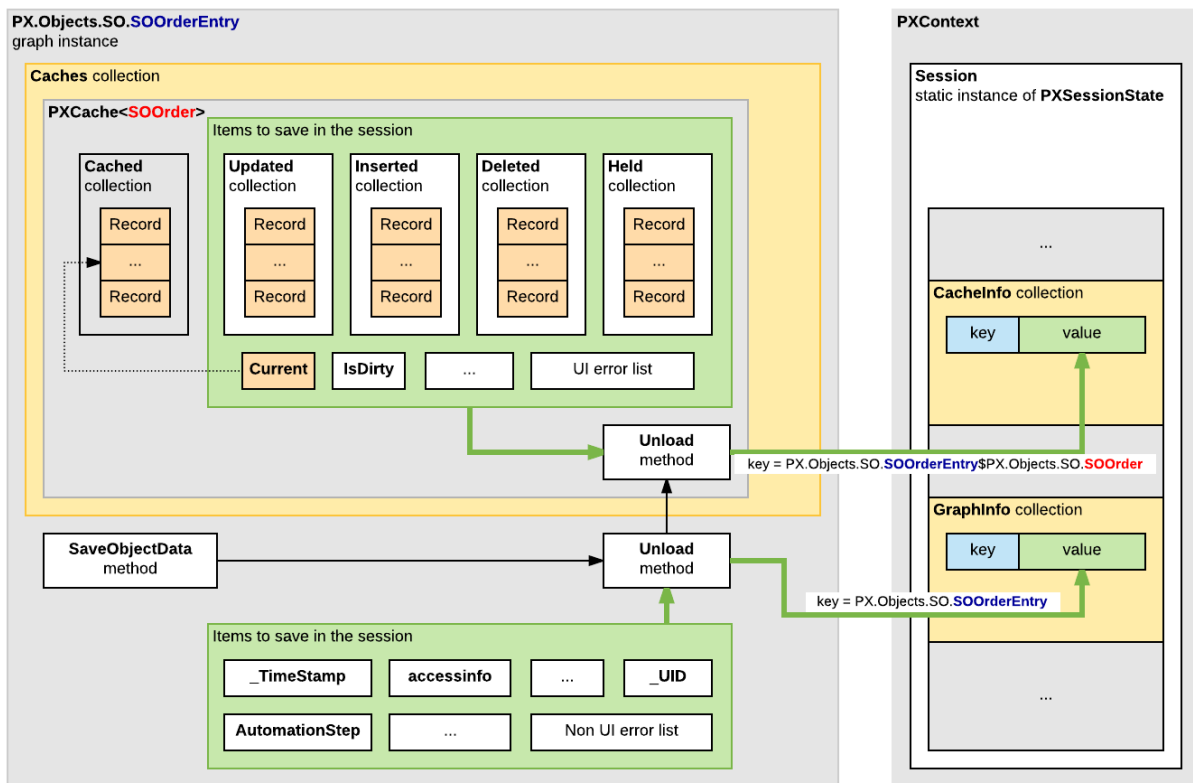 PX.Objects.SO.SOOrderEntry
graph instance
Caches collection
PXCache<SOOrder>
Items to save in the session
Cached
collection
Record
...
Record
Updated
collection
Record
...
Record
Inserted
collection
Record
...
Record
Deleted
collection
Record
...
Record
Held
collection
Record
...
Record
Current
IsDirty
...
UI error list
Unload
method
key = PX.Objects.SO.SOOrderEntry$PX.Objects.SO.SOOrder
SaveObjectData
method
Unload
method
key = PX.Objects.SO.SOOrderEntry
Items to save in the session
_TimeStamp
accessinfo
...
_UID
AutomationStep
...
Non UI error list
PXContext
Session
static instance of PXSessionState
...
CacheInfo collection
key
value
GraphInfo collection
key
value
...